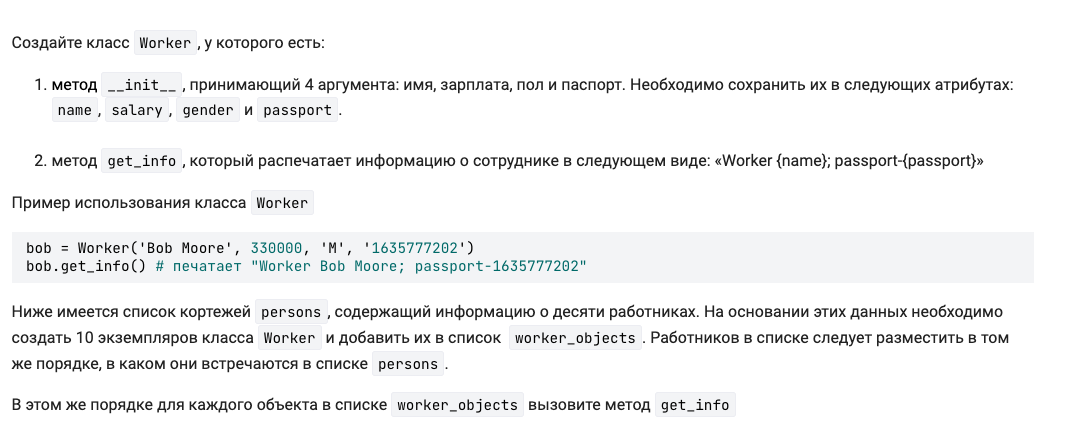 Создайте класс Worker, у которого есть:
1. метод __init__, принимающий 4 аргумента: имя, зарплата, пол и паспорт. Необходимо сохранить их в следующих атрибутах:
name, salary, gender и passport.
2. метод get_info, который распечатает информацию о сотруднике в следующем виде: «Worker {name}; passport-{passport}»
Пример использования класса Worker
bob = Worker('Bob Moore', 330000, 'M', '1635777202')
bob.get_info() # печатает "Worker Bob Moore; passport-1635777202"
Ниже имеется список кортежей persons, содержащий информацию о десяти работниках. На основании этих данных необходимо
создать 10 экземпляров класса Worker и добавить их в список worker_objects. Работников в списке следует разместить в том
же порядке, в каком они встречаются в списке persons.
В этом же порядке для каждого объекта в списке worker_objects вызовите метод get_info